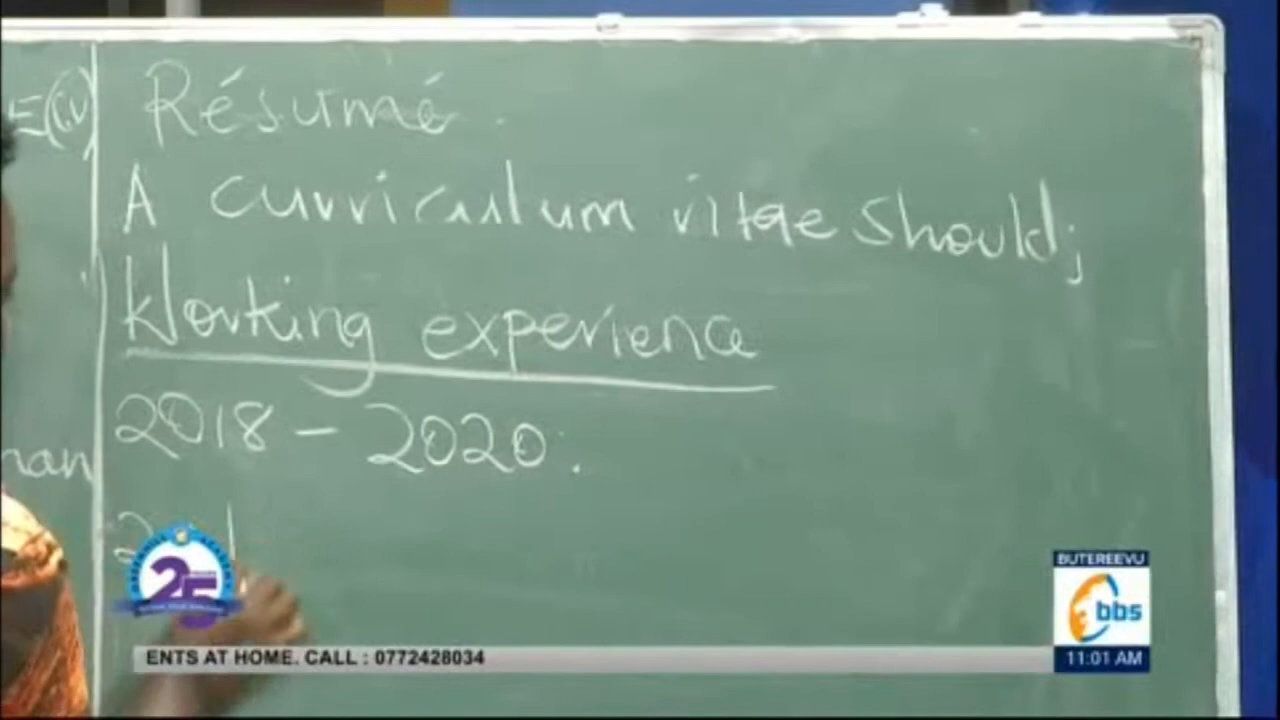 E(C.V)
Résumé.
A curriculum vitae should;
Working experience
2018 - 2020:
nan
25
ENTS AT HOME. CALL : 0772428034
BUTEREEVU
bbs
11:01 AM